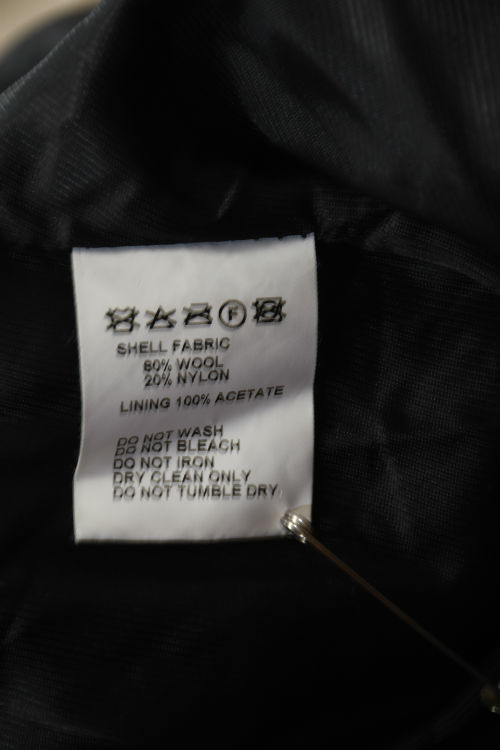 F
SHELL FABRIC
80% WOOL
20% NYLON
LINING 100% ACETATE
DO NOT WASH
DO NOT BLEACH
DO NOT IRON
DRY CLEAN ONLY
DO NOT TUMBLE DRY